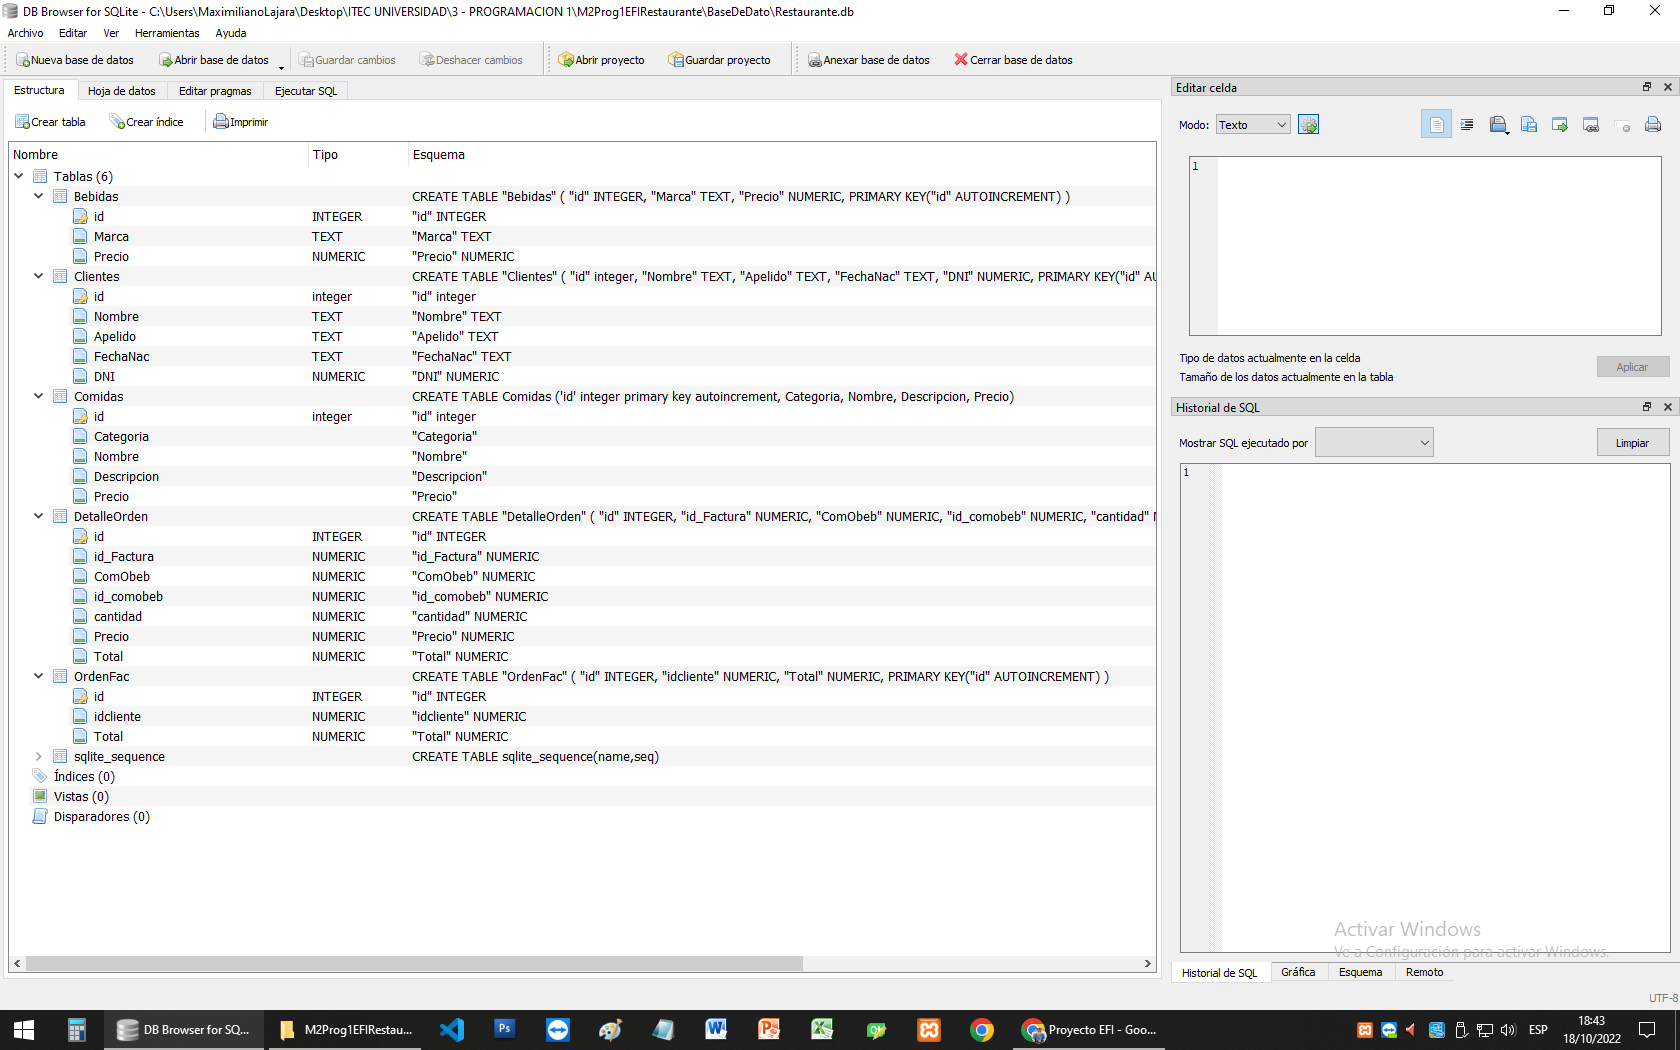 DB Browser for SQLite - C:\Users\MaximilianoLajara\Desktop\ITEC UNIVERSIDAD\3 - PROGRAMACION 1\M2Prog1EFIRestaurante\BaseDeDato\Restaurante.db
Archivo Editar Ver Herramientas Ayuda
Nueva base de datos Abrir base de datos Guardar cambios Deshacer cambios Abrir proyecto Guardar proyecto Anexar base de datos Cerrar base de datos
Estructura Hoja de datos Editar pragmas Ejecutar SQL
Crear tabla Crear índice Imprimir
Nombre Tipo Esquema
Tablas (6)
Bebidas CREATE TABLE "Bebidas" ( "id" INTEGER, "Marca" TEXT, "Precio" NUMERIC, PRIMARY KEY("id" AUTOINCREMENT) )
id INTEGER "id" INTEGER
Marca TEXT "Marca" TEXT
Precio NUMERIC "Precio" NUMERIC
Clientes CREATE TABLE "Clientes" ( "id" integer, "Nombre" TEXT, "Apelido" TEXT, "FechaNac" TEXT, "DNI" NUMERIC, PRIMARY KEY("id" AU
id integer "id" integer
Nombre TEXT "Nombre" TEXT
Apelido TEXT "Apelido" TEXT
FechaNac TEXT "FechaNac" TEXT
DNI NUMERIC "DNI" NUMERIC
Comidas CREATE TABLE Comidas ('id' integer primary key autoincrement, Categoria, Nombre, Descripcion, Precio)
id integer "id" integer
Categoria "Categoria"
Nombre "Nombre"
Descripcion "Descripcion"
Precio "Precio"
DetalleOrden CREATE TABLE "DetalleOrden" ( "id" INTEGER, "id_Factura" NUMERIC, "ComObeb" NUMERIC, "id_comobeb" NUMERIC, "cantidad"
id INTEGER "id" INTEGER
id_Factura NUMERIC "id_Factura" NUMERIC
ComObeb NUMERIC "ComObeb" NUMERIC
id_comobeb NUMERIC "id_comobeb" NUMERIC
cantidad NUMERIC "cantidad" NUMERIC
Precio NUMERIC "Precio" NUMERIC
Total NUMERIC "Total" NUMERIC
OrdenFac CREATE TABLE "OrdenFac" ( "id" INTEGER, "idcliente" NUMERIC, "Total" NUMERIC, PRIMARY KEY("id" AUTOINCREMENT) )
id INTEGER "id" INTEGER
idcliente NUMERIC "idcliente" NUMERIC
Total NUMERIC "Total" NUMERIC
sqlite_sequence CREATE TABLE sqlite_sequence(name,seq)
Índices (0)
Vistas (0)
Disparadores (0)
Editar celda
Modo: Texto
1
Tipo de datos actualmente en la celda
Tamaño de los datos actualmente en la tabla
Aplicar
Historial de SQL
Mostrar SQL ejecutado por Limpiar
1
Activar Windows
Ve a Configuración para activar Windows.
Historial de SQL Gráfica Esquema Remoto
UTF-8
DB Browser for SQ... M2Prog1EFIRestau... Ps Proyecto EFI - Goo... ESP
18:43
18/10/2022